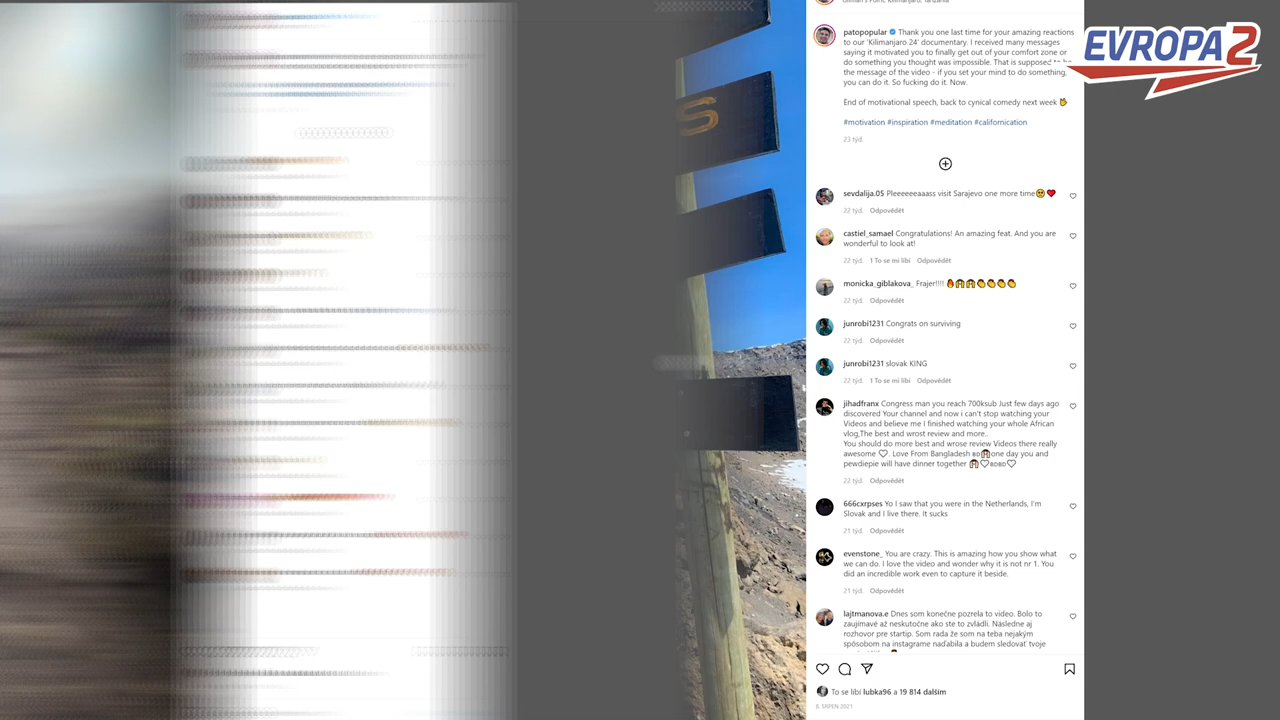 patopopular Thank you one last time for your amazing reactions
to our 'Kilimanjaro 24' documentary. I received many messages
saying it motivated you to finally get out of your comfort zone or
do something you thought was impossible. That is supposed to be
the message of the video - if you set your mind to do something,
you can do it. So fucking do it. Now.
End of motivational speech, back to cynical comedy next week
#motivation #inspiration #meditation #californication
23 týd.
sevdalija.05 Pleeeeeeaaass visit Sarajevo one more time
22 týd. Odpovědět
castiel_samael Congratulations! An amazing feat. And you are
wonderful to look at!
22 týd. 1 To se mi líbí Odpovědět
monicka_giblakova_ Frajer!!!!
22 týd. Odpovědět
junrobi1231 Congrats on surviving
22 týd. Odpovědět
junrobi1231 slovak KING
22 týd. 1 To se mi líbí Odpovědět
jihadfranx Congress man you reach 700ksub Just few days ago
discovered Your channel and now i can't stop watching your
Videos and believe me I finished watching your whole African
vlog,The best and wrost review and more..
You should do more best and wrose review Videos there really
awesome ♡. Love From Bangladesh BD one day you and
pewdiepie will have dinner together ♡BDBD♡
22 týd. Odpovědět
666cxrpses Yo I saw that you were in the Netherlands, I'm
Slovak and I live there. It sucks
21 týd. Odpovědět
evenstone_ You are crazy. This is amazing how you show what
we can do. I love the video and wonder why it is not nr 1. You
did an incredible work even to capture it beside.
21 týd. Odpovědět
lajtmanova.e Dnes som konečne pozrela to video. Bolo to
zaujímavé až neskutočne ako ste to zvládli. Následne aj
rozhovor pre startip. Som rada že som na teba nejakým
spôsobom na instagrame naďabila a budem sledovať tvoje
To se líbí lubka96 a 19 814 dalším
8. SRPEN 2021
EVROPA 2
S